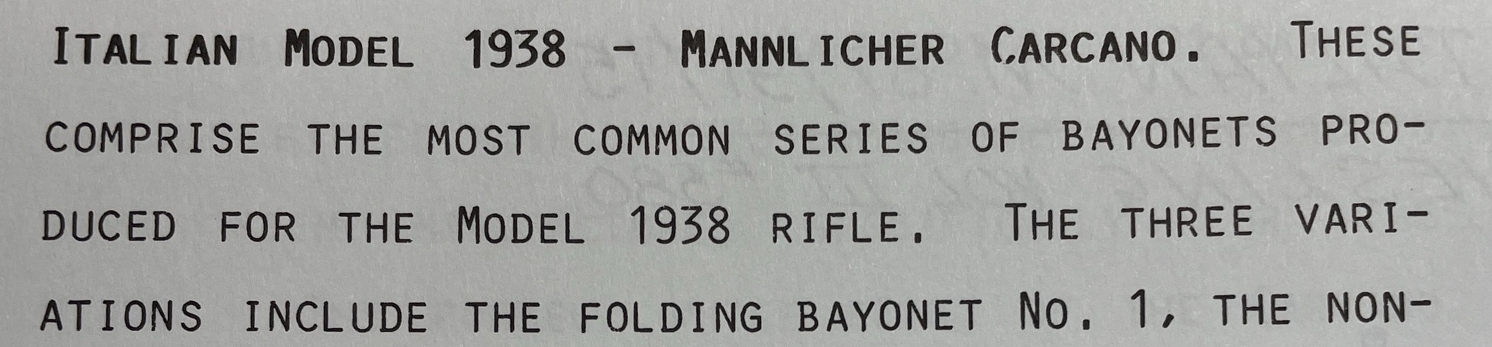 ITALIAN MODEL 1938 - MANNLICHER CARCANO. THESE
COMPRISE THE MOST COMMON SERIES OF BAYONETS PRO-
DUCED FOR THE MODEL 1938 RIFLE. THE THREE VARI-
ATIONS INCLUDE THE FOLDING BAYONET NO. 1, THE NON-